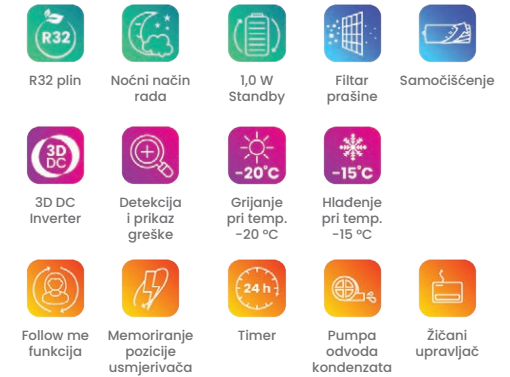 R32
R32 plin
Noćni način
rada
1,0 W
Standby
Filtar
prašine
Samočišćenje
3D
DC
-20°C
-15°C
3D DC
Inverter
Detekcija
i prikaz
greške
Grijanje
pri temp.
-20 °C
Hlađenje
pri temp.
-15 °C
24 h
Follow me
funkcija
Memoriranje
pozicije
usmjerivača
Timer
Pumpa
odvoda
kondenzata
Žičani
upravljač